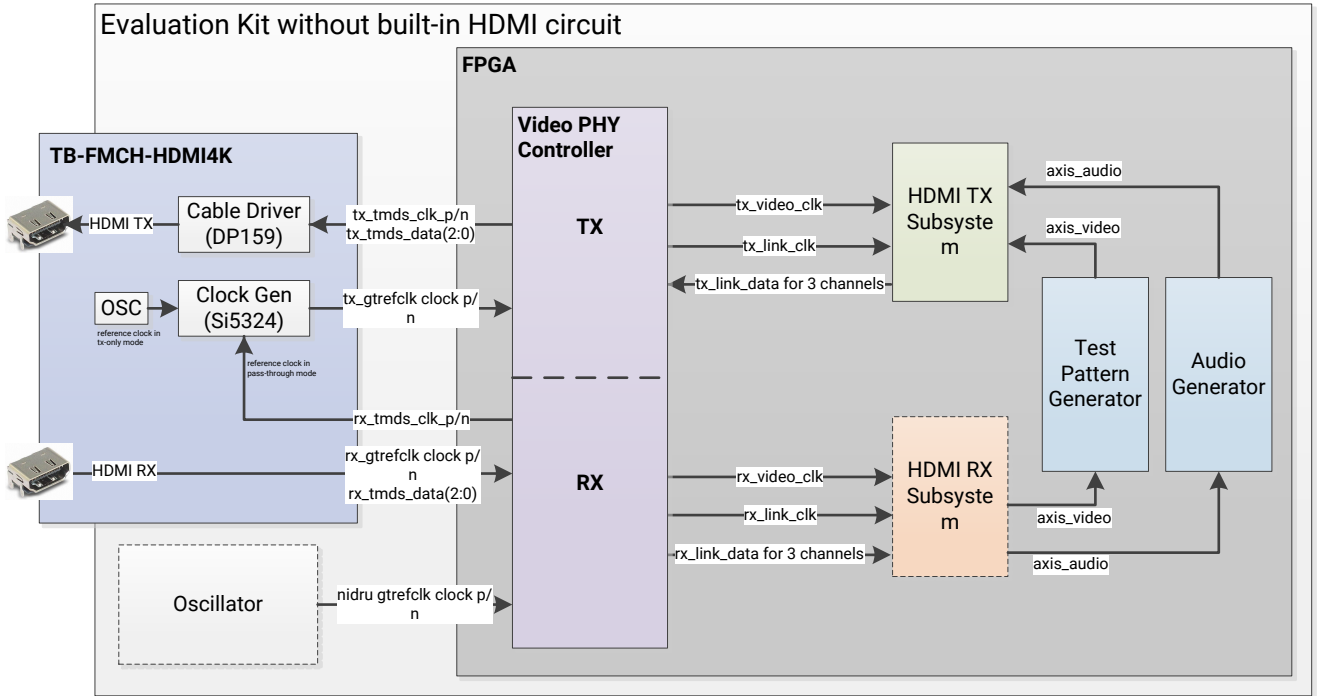 Evaluation Kit without built-in HDMI circuit
FPGA
Video PHY
Controller
TB-FMCH-HDMI4K
HDMI TX
Cable Driver
(DP159)
tx_tmds_clk_p/n
tx_tmds_data(2:0)
TX
tx_video_clk
tx_link_clk
tx_link_data for 3 channels
HDMI TX
Subsyste
m
axis_audio
axis_video
OSC
reference clock in
tx-only mode
Clock Gen
(Si5324)
tx_gtrefclk clock p/
n
reference clock in
pass-through mode
Test
Pattern
Generator
Audio
Generator
rx_tmds_clk_p/n
HDMI RX
rx_gtrefclk clock p/
n
rx_tmds_data(2:0)
RX
rx_video_clk
rx_link_clk
rx_link_data for 3 channels
HDMI RX
Subsyste
m
axis_video
axis_audio
Oscillator
nidru gtrefclk clock p/
n